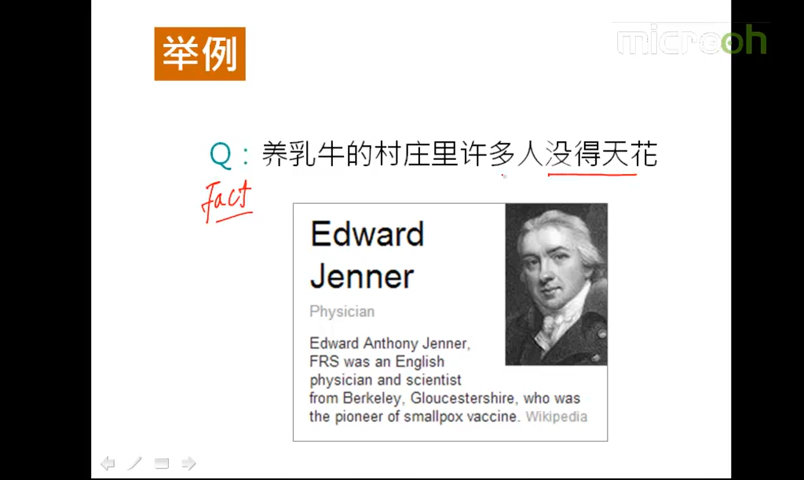 举例
microoh
Q：养乳牛的村庄里许多人没得天花
Fact
Edward
Jenner
Physician
Edward Anthony Jenner,
FRS was an English
physician and scientist
from Berkeley, Gloucestershire, who was
the pioneer of smallpox vaccine. Wikipedia